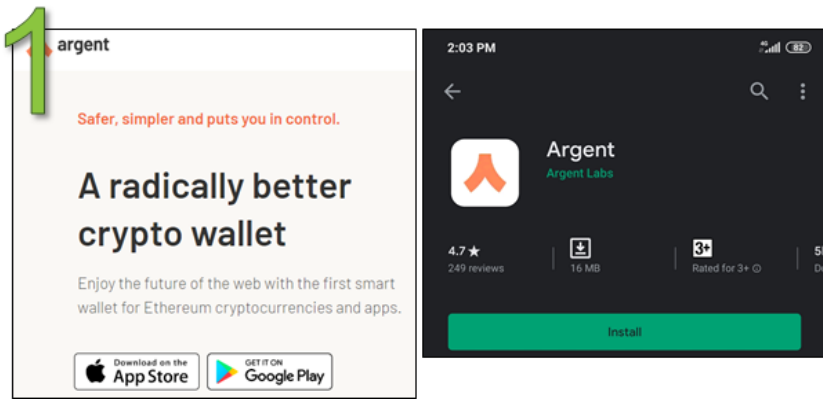 1
argent
Safer, simpler and puts you in control.
A radically better
crypto wallet
Enjoy the future of the web with the first smart
wallet for Ethereum cryptocurrencies and apps.
Download on the
App Store
GET IT ON
Google Play
2:03 PM
4G
82
Argent
Argent Labs
4.7★
249 reviews
16 MB
3+
Rated for 3+
Install